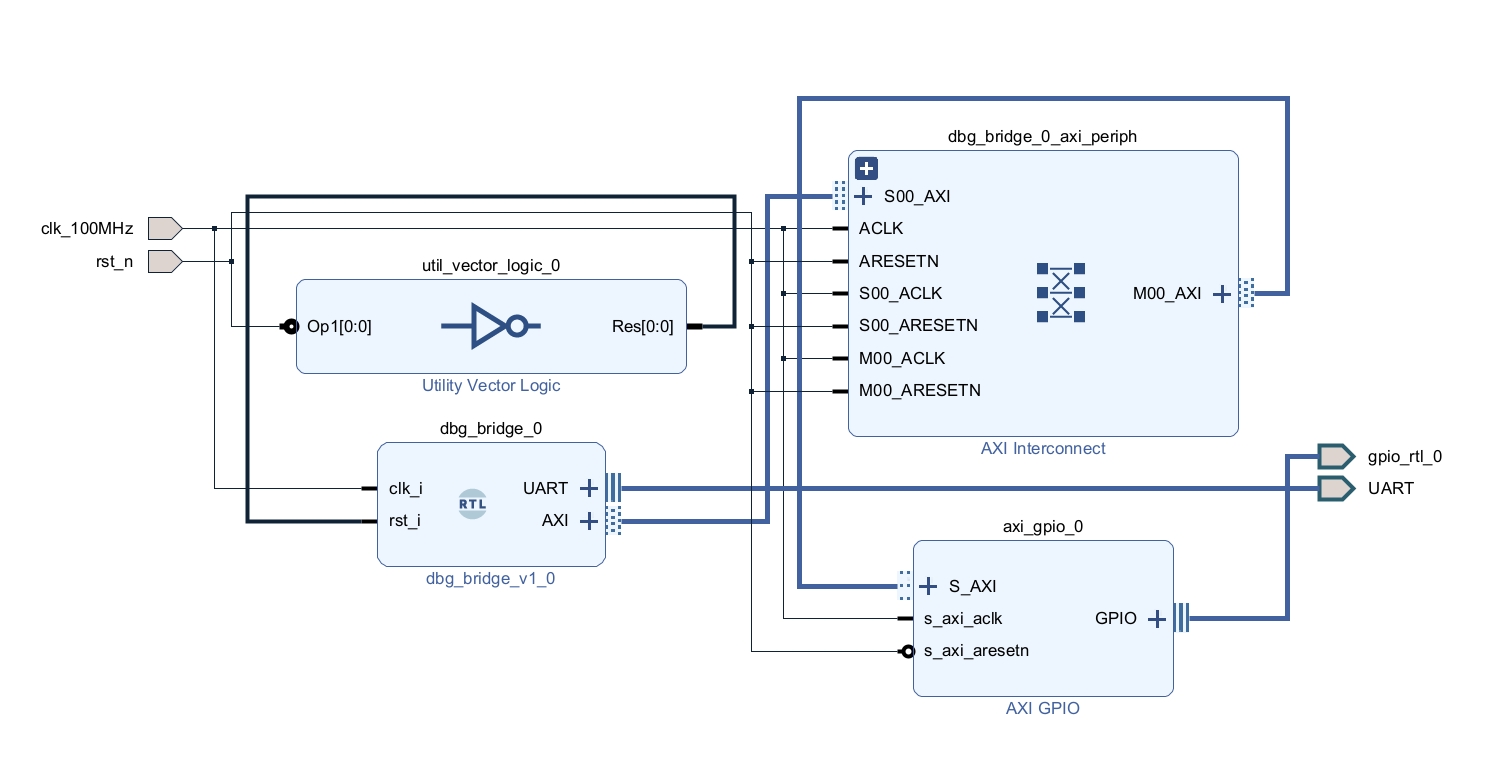 dbg_bridge_0_axi_periph
S00_AXI
ACLK
ARESETN
S00_ACLK
S00_ARESETN
M00_ACLK
M00_ARESETN
M00_AXI
AXI Interconnect
clk_100MHz
rst_n
util_vector_logic_0
Op1[0:0]
Res[0:0]
Utility Vector Logic
dbg_bridge_0
clk_i
rst_i
RTL
UART
AXI
dbg_bridge_v1_0
gpio_rtl_0
UART
axi_gpio_0
S_AXI
s_axi_aclk
s_axi_aresetn
GPIO
AXI GPIO